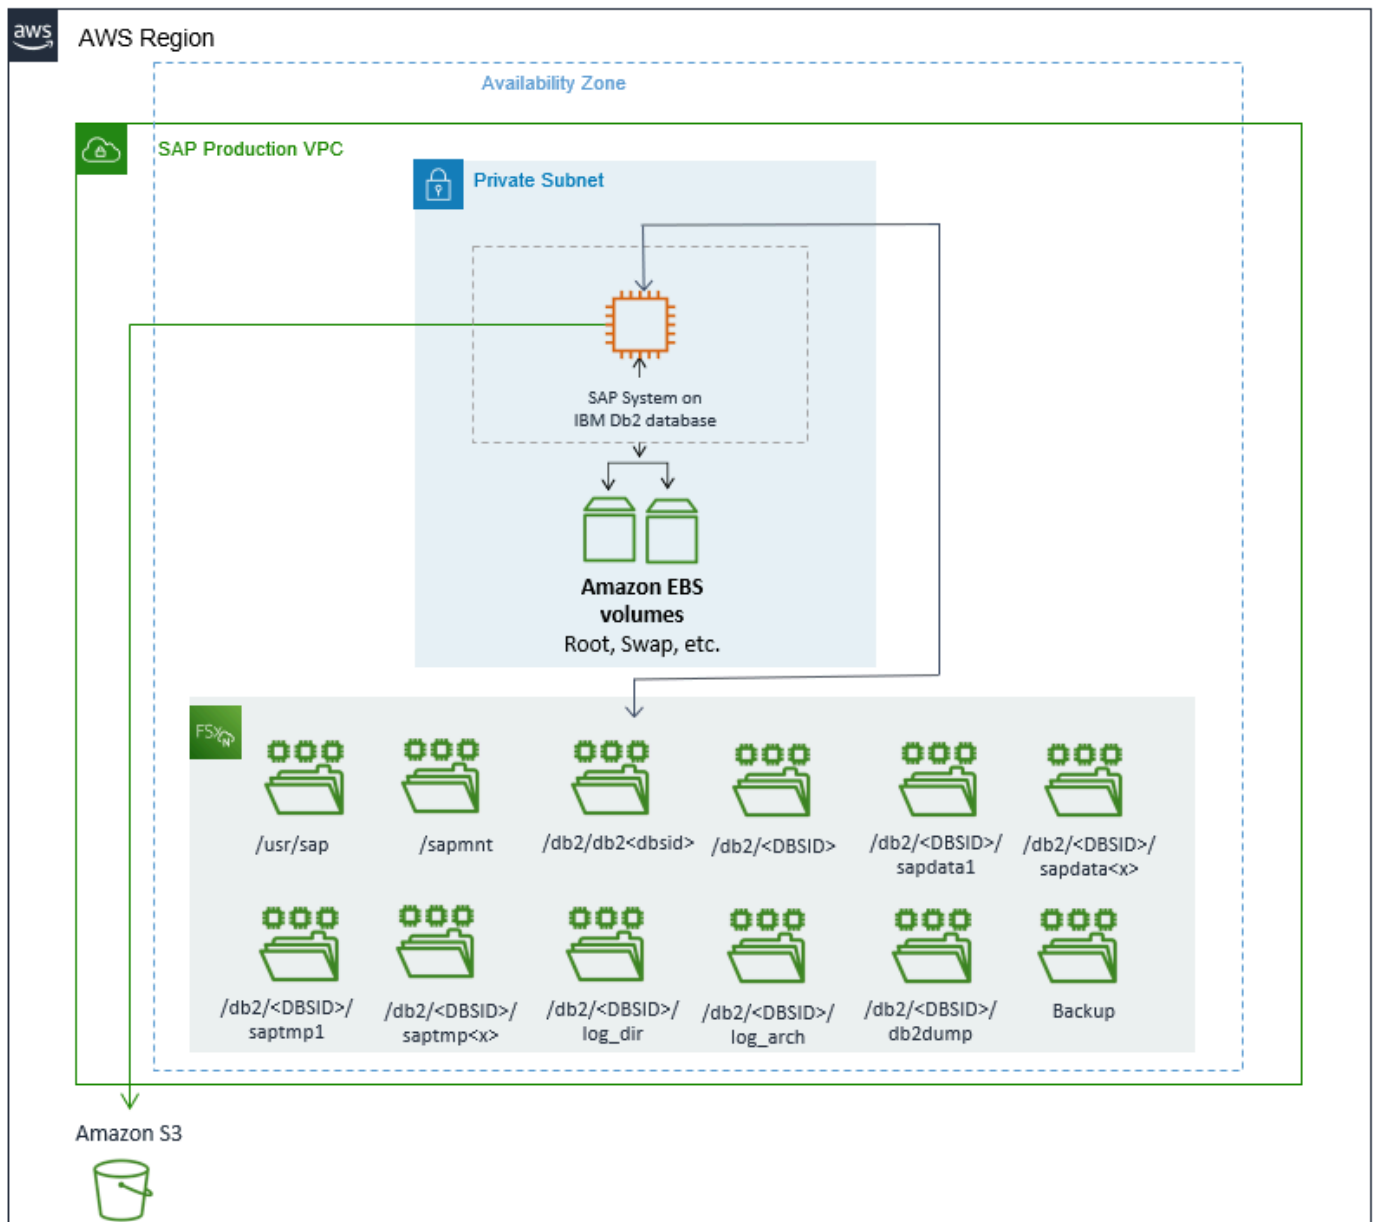 aws
AWS Region
Availability Zone
SAP Production VPC
Private Subnet
SAP System on
IBM Db2 database
Amazon EBS
volumes
Root, Swap, etc.
FSx
N
/usr/sap
/sapmnt
/db2/db2<dbsid>
/db2/<DBSID>
/db2/<DBSID>/
sapdata1
/db2/<DBSID>/
sapdata<x>
/db2/<DBSID>/
saptmp1
/db2/<DBSID>/
saptmp<x>
/db2/<DBSID>/
log_dir
/db2/<DBSID>/
log_arch
/db2/<DBSID>/
db2dump
Backup
Amazon S3